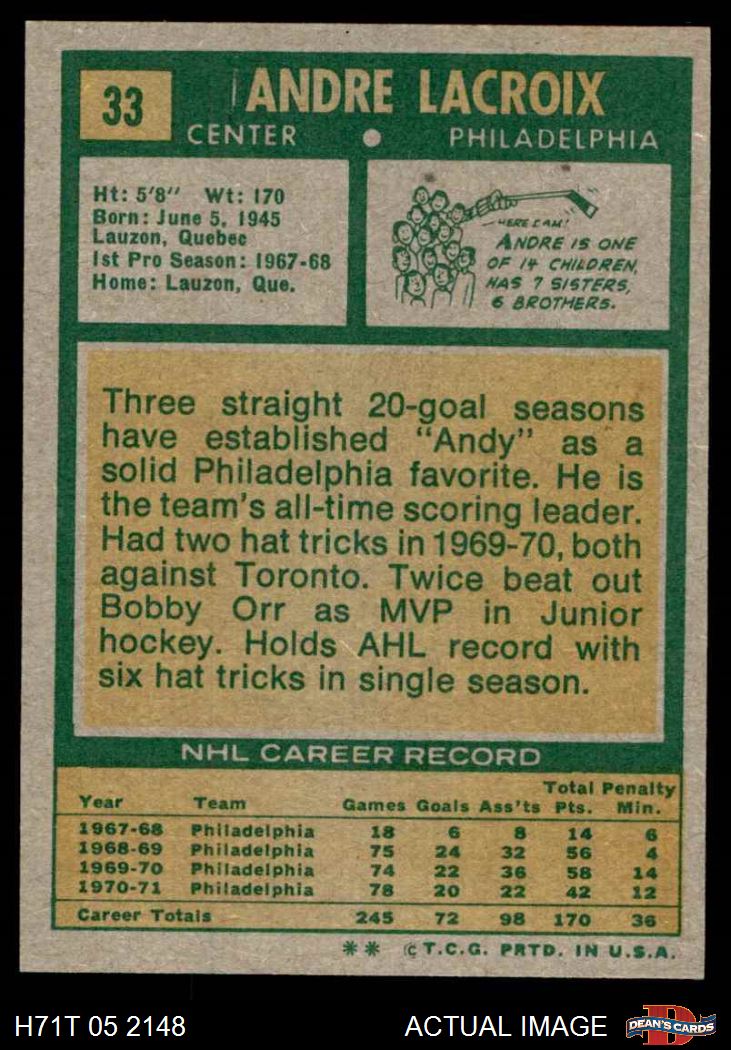 33
ANDRE LACROIX
CENTER • PHILADELPHIA
Ht: 5'8" Wt: 170
Born: June 5, 1945
Lauzon, Quebec
1st Pro Season: 1967-68
Home: Lauzon, Que.
HERE I AM!
ANDRE IS ONE
OF 14 CHILDREN,
HAS 7 SISTERS,
6 BROTHERS.
Three straight 20-goal seasons
have established "Andy" as a
solid Philadelphia favorite. He is
the team's all-time scoring leader.
Had two hat tricks in 1969-70, both
against Toronto. Twice beat out
Bobby Orr as MVP in Junior
hockey. Holds AHL record with
six hat tricks in single season.
NHL CAREER RECORD
Year Team Games Goals Ass'ts Total Pts. Penalty Min.
1967-68 Philadelphia 18 6 8 14 6
1968-69 Philadelphia 75 24 32 56 4
1969-70 Philadelphia 74 22 36 58 14
1970-71 Philadelphia 78 20 22 42 12
Career Totals 245 72 98 170 36
** © T.C.G. PRTD. IN U.S.A.
H71T 05 2148 ACTUAL IMAGE
DEAN'S CARDS